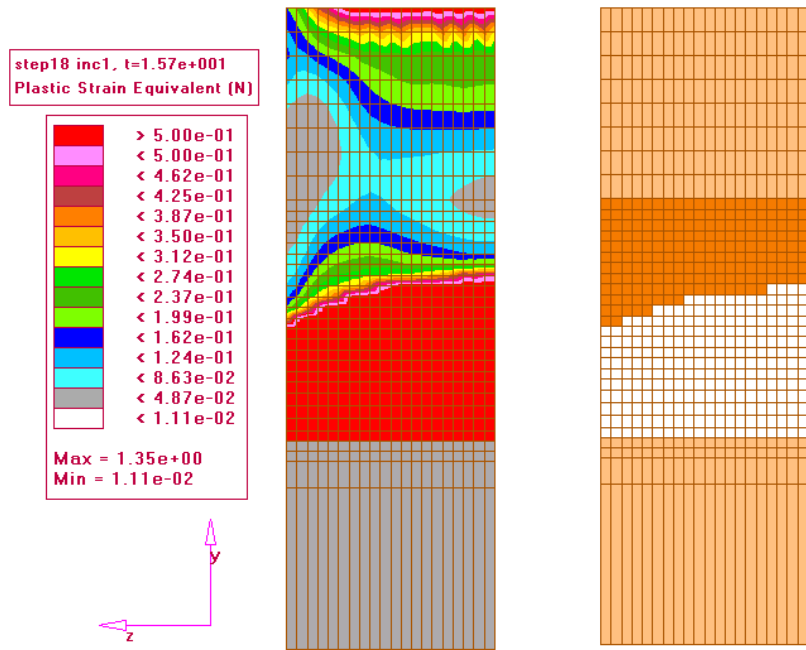 step18 inc1, t=1.57e+001
Plastic Strain Equivalent (N)
> 5.00e-01
< 5.00e-01
< 4.62e-01
< 4.25e-01
< 3.87e-01
< 3.50e-01
< 3.12e-01
< 2.74e-01
< 2.37e-01
< 1.99e-01
< 1.62e-01
< 1.24e-01
< 8.63e-02
< 4.87e-02
< 1.11e-02
Max = 1.35e+00
Min = 1.11e-02
y
z